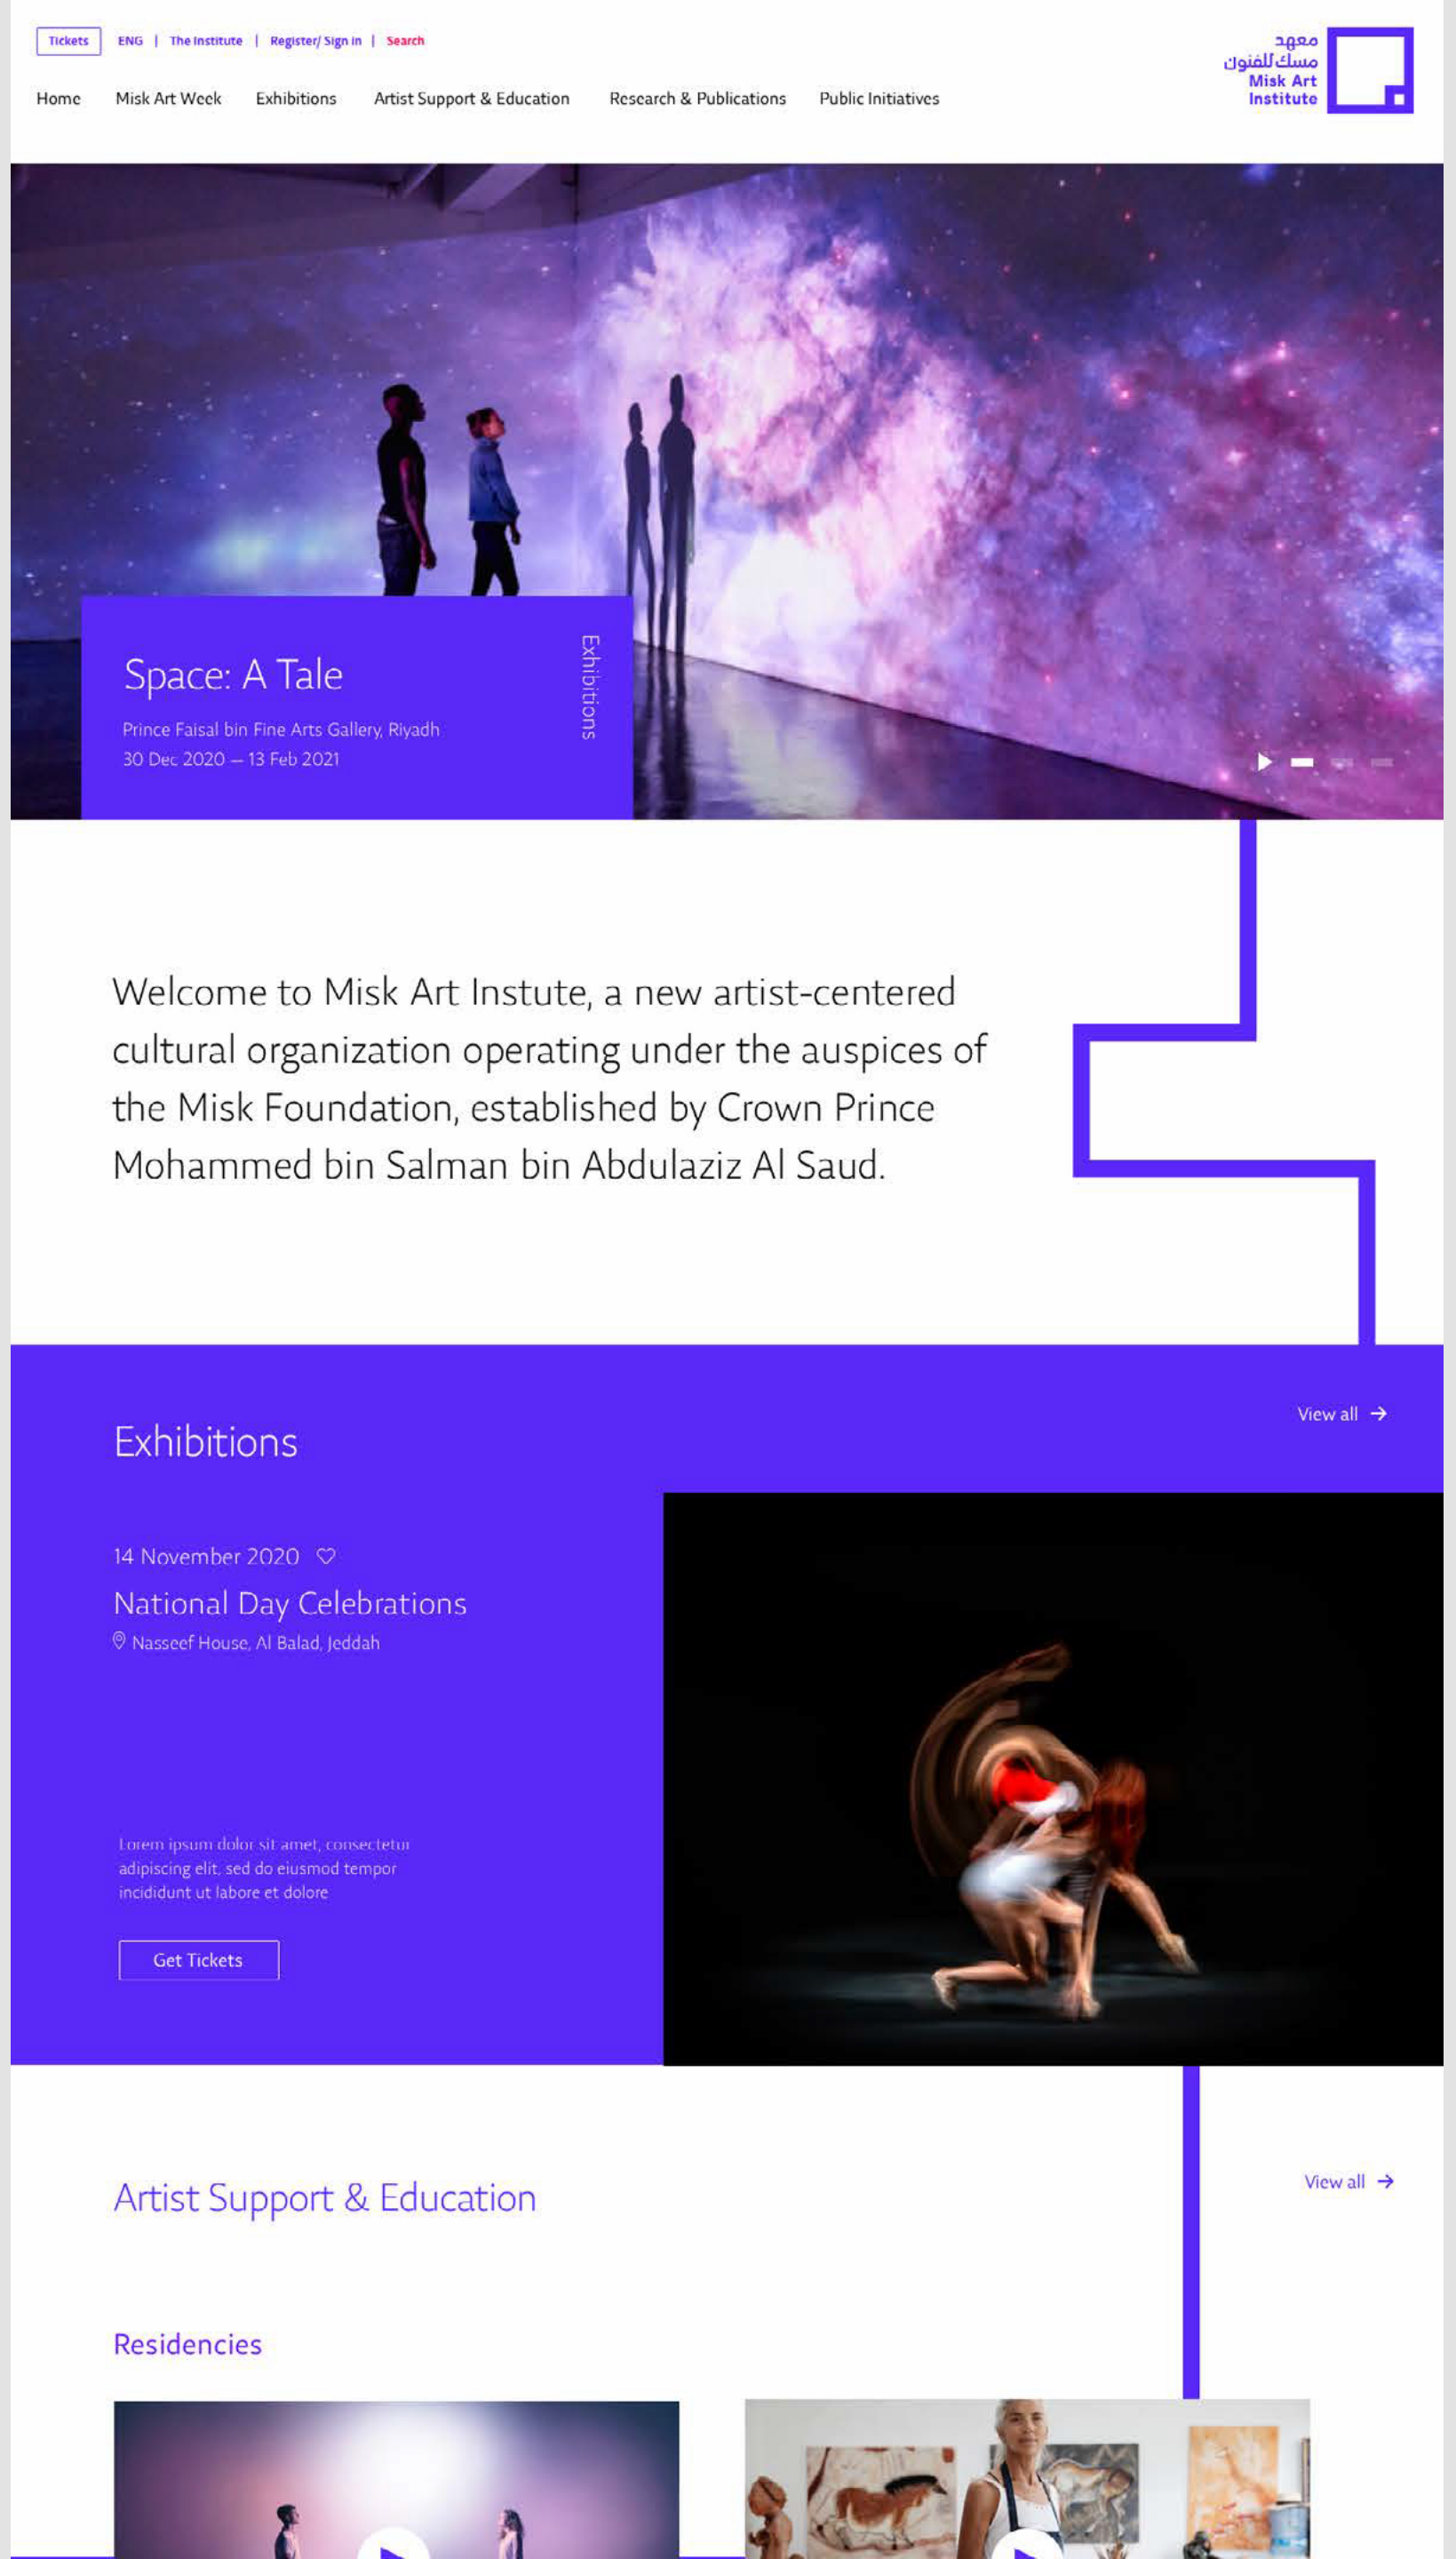 Tickets ENG | The Institute | Register/ Sign in | Search
Home Misk Art Week Exhibitions Artist Support & Education Research & Publications Public Initiatives
معهد
مسك للفنون
Misk Art
Institute
Space: A Tale
Exhibitions
Prince Faisal bin Fine Arts Gallery, Riyadh
30 Dec 2020 — 13 Feb 2021
Welcome to Misk Art Instute, a new artist-centered
cultural organization operating under the auspices of
the Misk Foundation, established by Crown Prince
Mohammed bin Salman bin Abdulaziz Al Saud.
View all →
Exhibitions
14 November 2020
National Day Celebrations
Nasseef House, Al Balad, Jeddah
Lorem ipsum dolor sit amet, consectetur
adipiscing elit, sed do eiusmod tempor
incididunt ut labore et dolore
Get Tickets
Artist Support & Education
View all →
Residencies